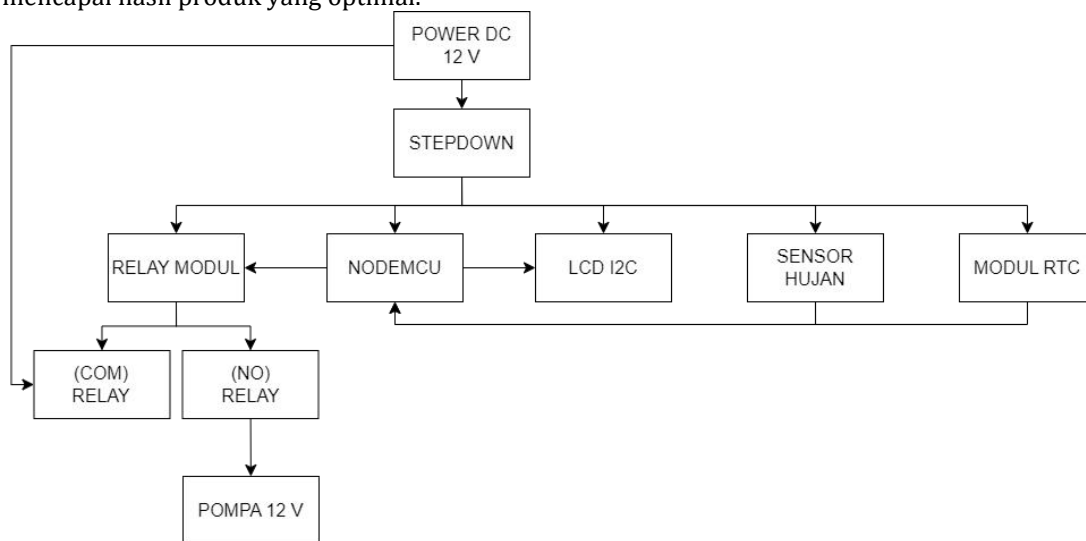 mencapai hasil produk yang optimal.
POWER DC
12 V
STEPDOWN
RELAY MODUL
NODEMCU
LCD I2C
SENSOR
HUJAN
MODUL RTC
(COM)
RELAY
(NO)
RELAY
POMPA 12 V